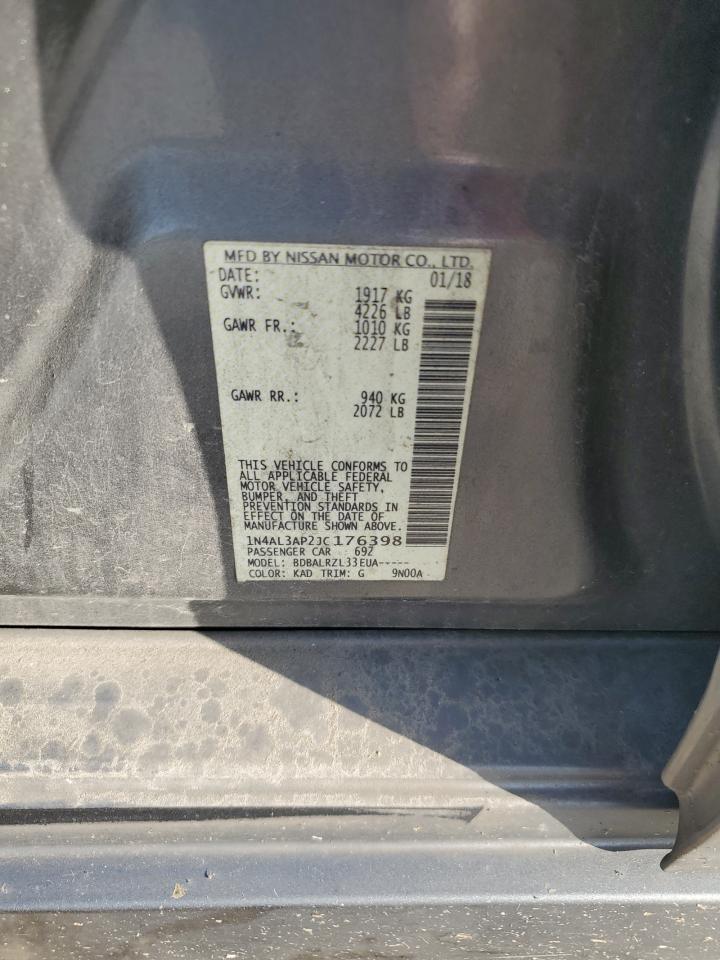 MFD BY NISSAN MOTOR CO., LTD.
DATE: 01/18
GVWR: 1917 KG
4226 LB
GAWR FR.: 1010 KG
2227 LB
GAWR RR.: 940 KG
2072 LB
THIS VEHICLE CONFORMS TO
ALL APPLICABLE FEDERAL
MOTOR VEHICLE SAFETY,
BUMPER, AND THEFT
PREVENTION STANDARDS IN
EFFECT ON THE DATE OF
MANUFACTURE SHOWN ABOVE.
1N4AL3AP2JC176398
PASSENGER CAR 69Z
MODEL: BDBALRZL33EUA-----
COLOR: KAD TRIM: G 9N00A